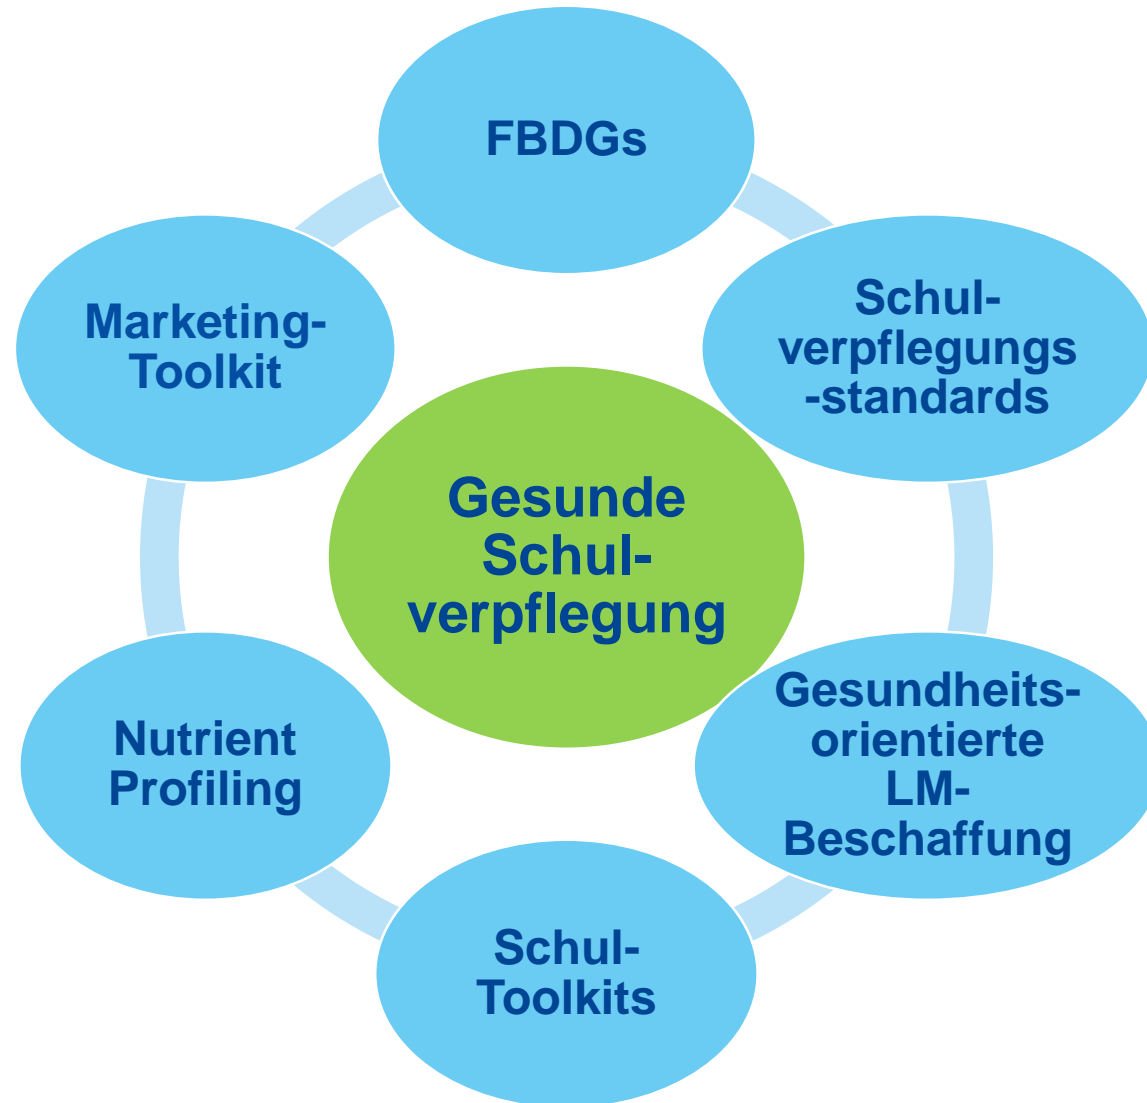 FBDGs
Schul-
verpflegungs
-standards
Gesundheits-
orientierte
LM-
Beschaffung
Schul-
Toolkits
Nutrient
Profiling
Marketing-
Toolkit
Gesunde
Schul-
verpflegung